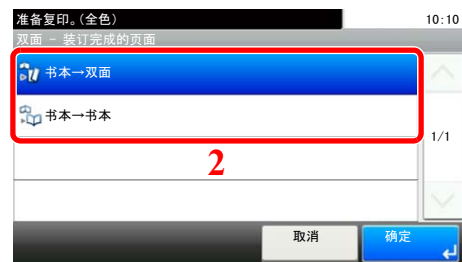 准备复印。(全色)
10:10
双面 - 装订完成的页面
书本→双面
书本→书本
1/1
2
取消
确定